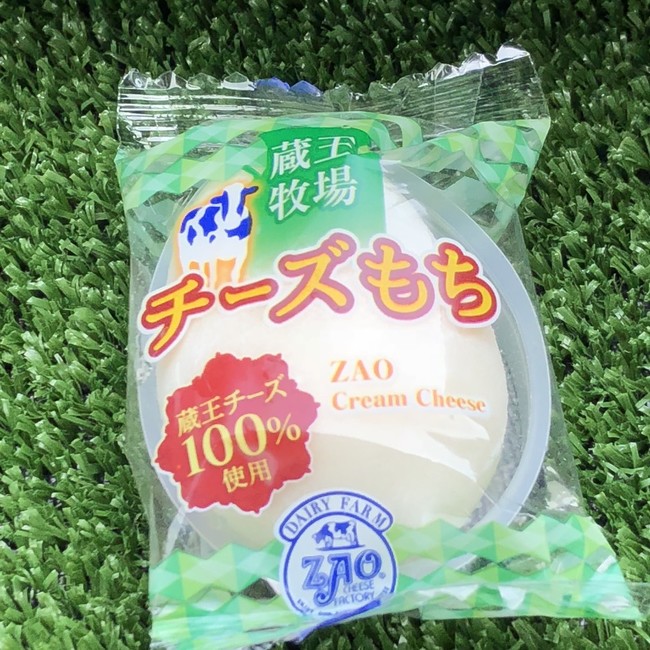 蔵王
牧場
チーズもち
ZAO
Cream Cheese
蔵王チーズ
100%
使用
DAIRY FARM
ZAO
CHEESE
FACTORY